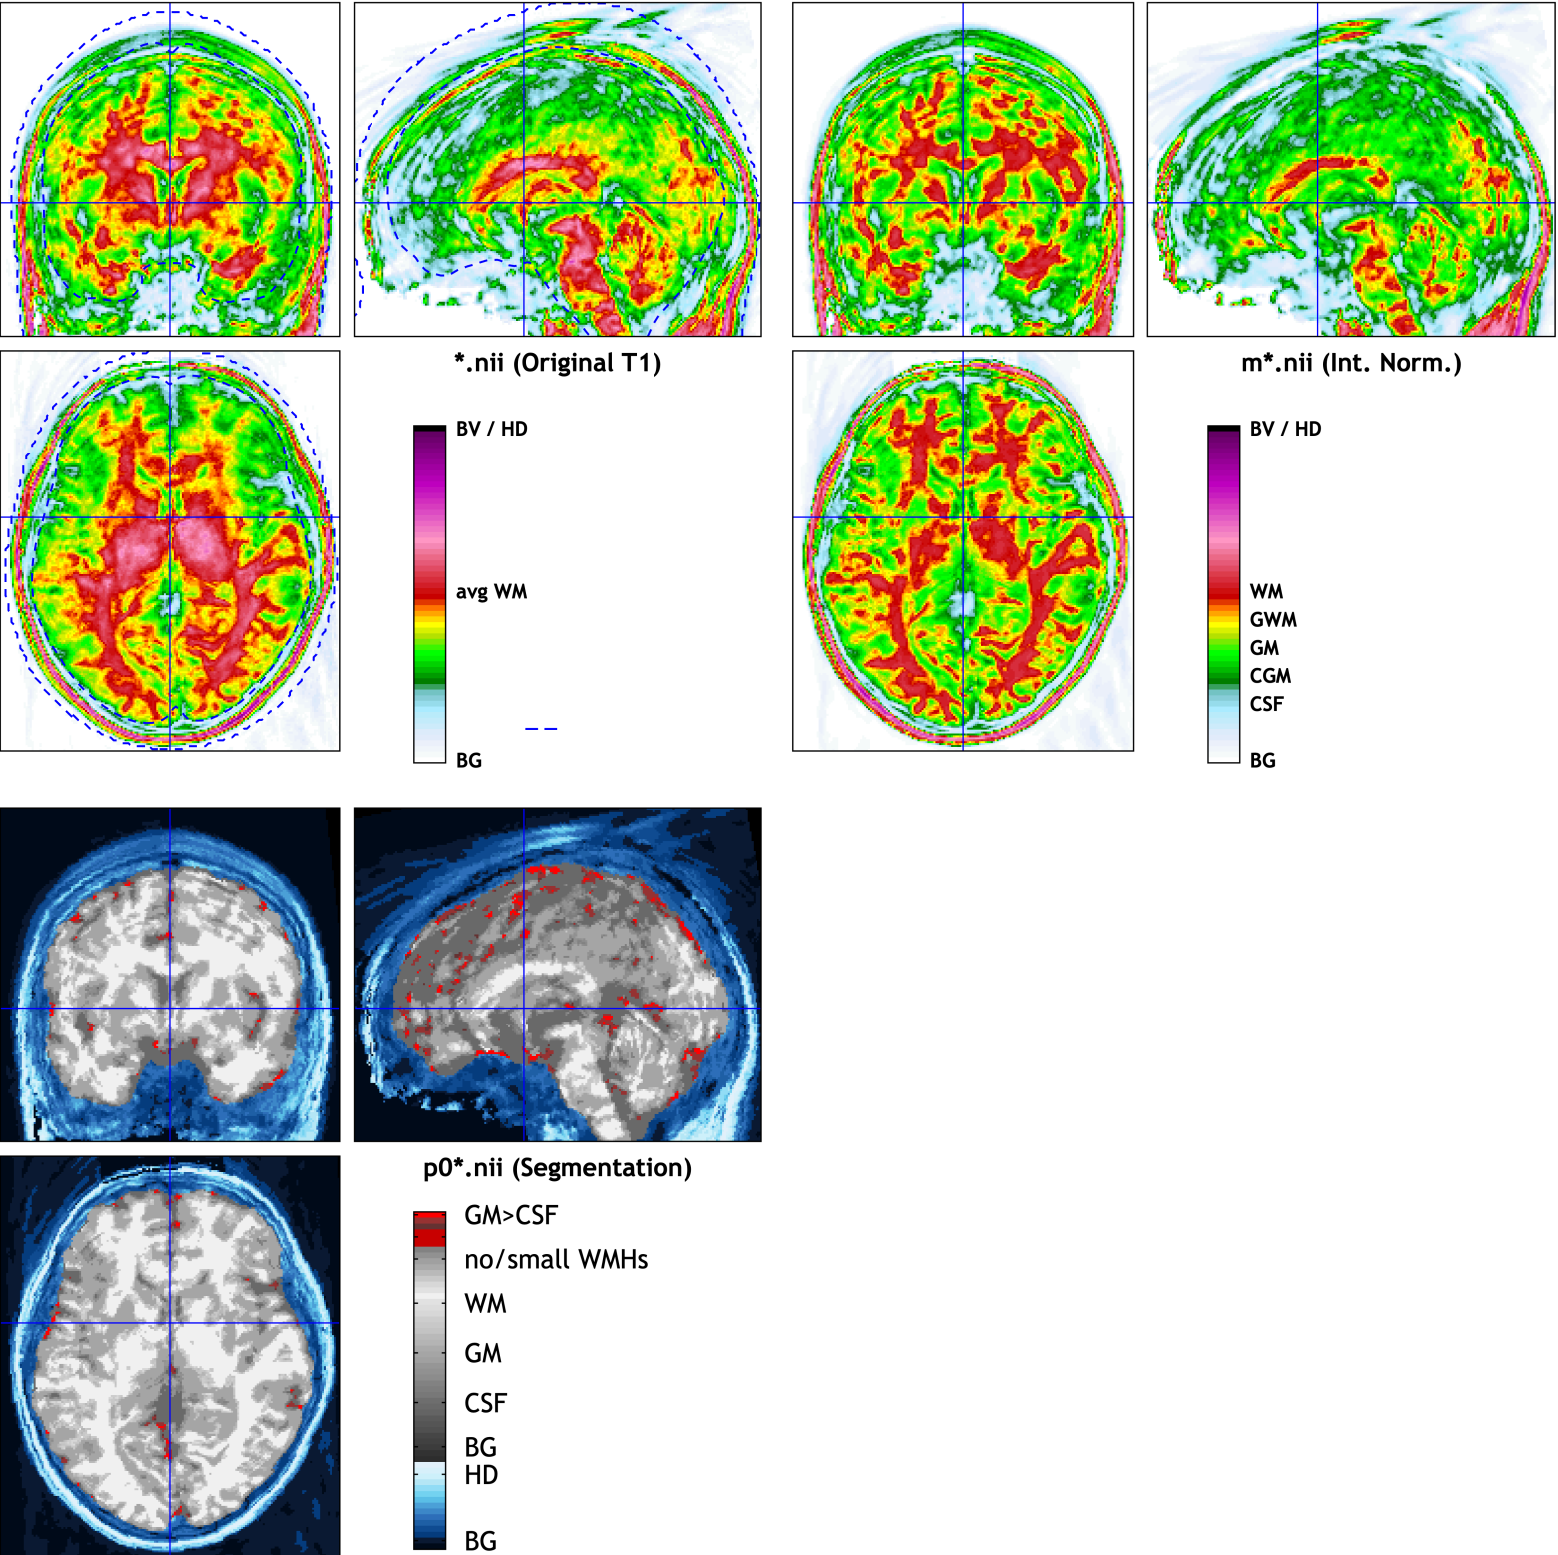 *.nii (Original T1)
m*.nii (Int. Norm.)
BV / HD
avg WM
BG
BV / HD
WM
GWM
GM
CGM
CSF
BG
p0*.nii (Segmentation)
GM>CSF
no/small WMHs
WM
GM
CSF
BG
HD
BG